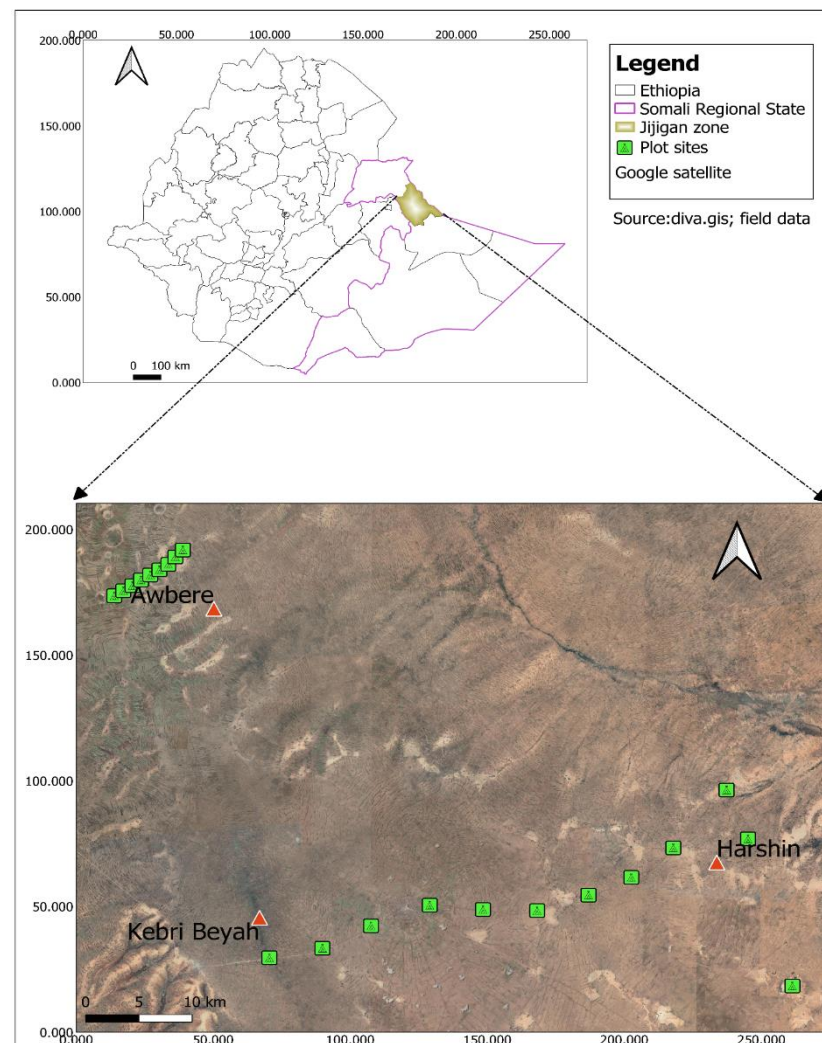 0.000 50.000 100.000 150.000 200.000 250.000
200.000
150.000
100.000
50.000
0.000
0 100 km
Legend
Ethiopia
Somali Regional State
Jijigan zone
Plot sites
Google satellite
Source:diva.gis; field data
200.000
150.000
100.000
50.000
0.000
Awbere
Harshin
Kebri Beyah
0 5 10 km
0.000 50.000 100.000 150.000 200.000 250.000